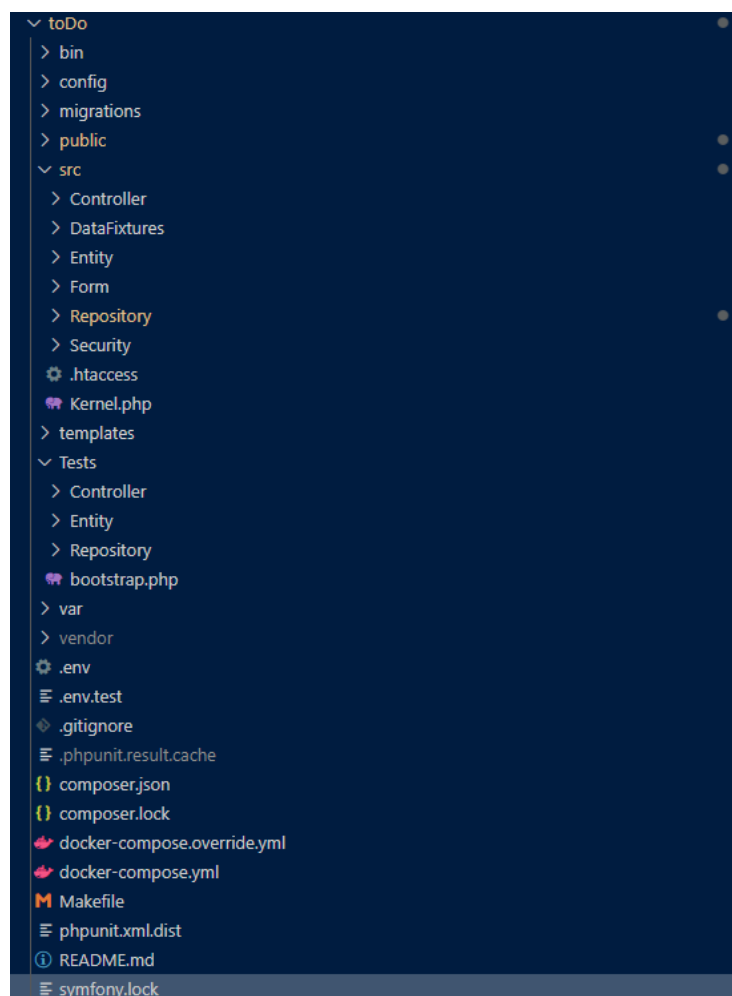 toDo
bin
config
migrations
public
src
Controller
DataFixtures
Entity
Form
Repository
Security
.htaccess
Kernel.php
templates
Tests
Controller
Entity
Repository
bootstrap.php
var
vendor
.env
.env.test
.gitignore
.phpunit.result.cache
composer.json
composer.lock
docker-compose.override.yml
docker-compose.yml
Makefile
phpunit.xml.dist
README.md
symfony.lock